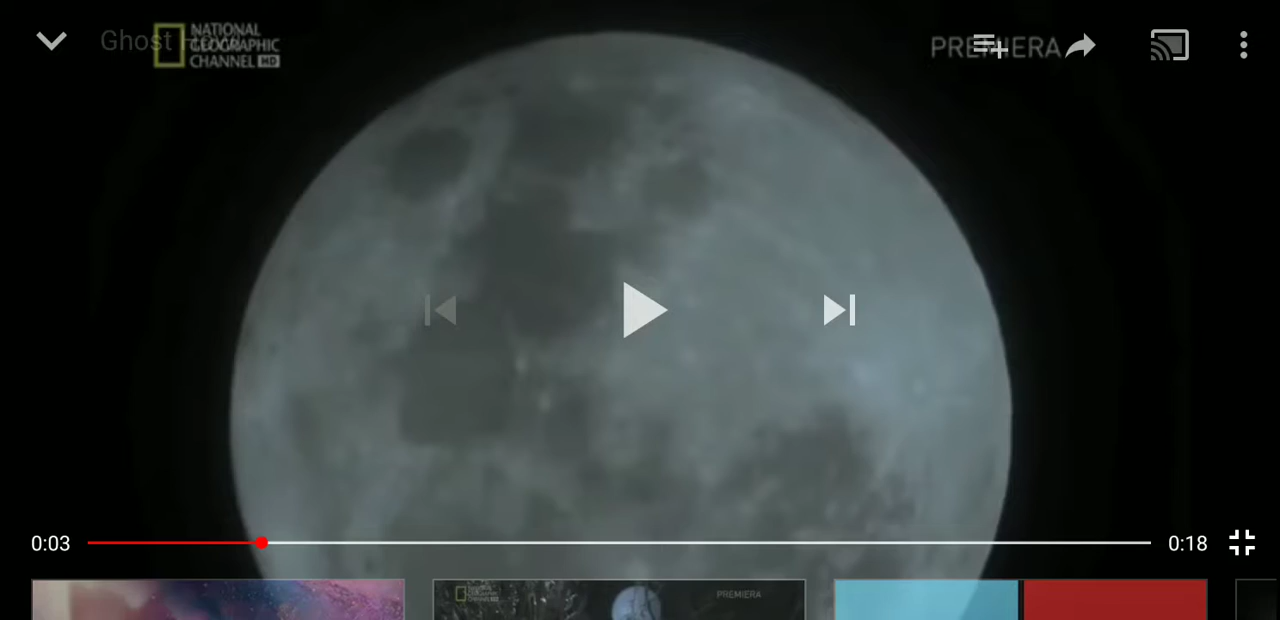 Ghost
NATIONAL
GEOGRAPHIC
CHANNEL HD
PREMIERA
0:03
0:18
PREMIERA